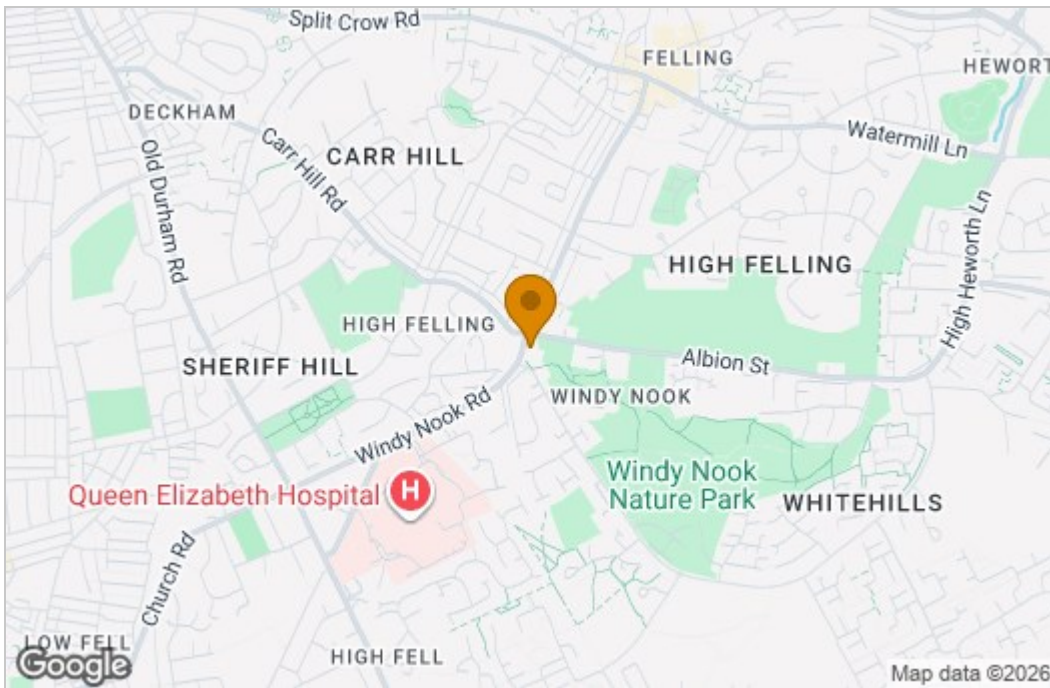 Split Crow Rd
FELLING
HEWORT
DECKHAM
Watermill Ln
CARR HILL
Carr Hill Rd
Old Durham Rd
High Heworth Ln
HIGH FELLING
HIGH FELLING
SHERIFF HILL
Albion St
WINDY NOOK
Windy Nook Rd
Windy Nook
Nature Park
Queen Elizabeth Hospital
H
WHITEHILLS
Church Rd
LOW FELL
HIGH FELL
Google
Map data ©2026